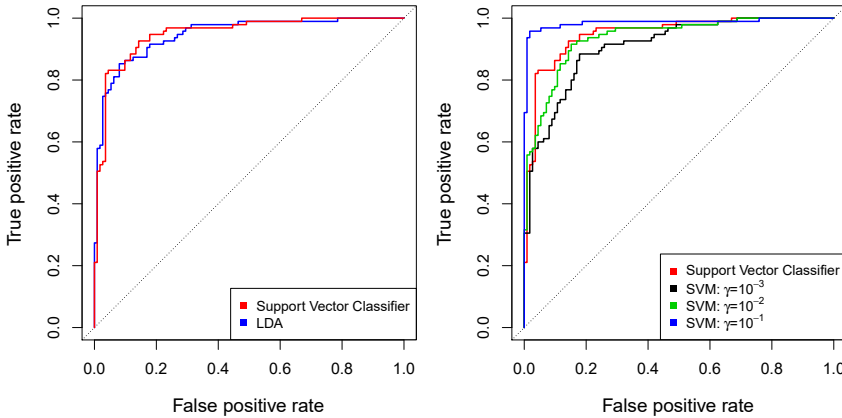 True positive rate
1.0
0.8
0.6
0.4
0.2
0.0
0.0 0.2 0.4 0.6 0.8 1.0
False positive rate
Support Vector Classifier
LDA
True positive rate
1.0
0.8
0.6
0.4
0.2
0.0
0.0 0.2 0.4 0.6 0.8 1.0
False positive rate
Support Vector Classifier
SVM: γ=10⁻³
SVM: γ=10⁻²
SVM: γ=10⁻¹